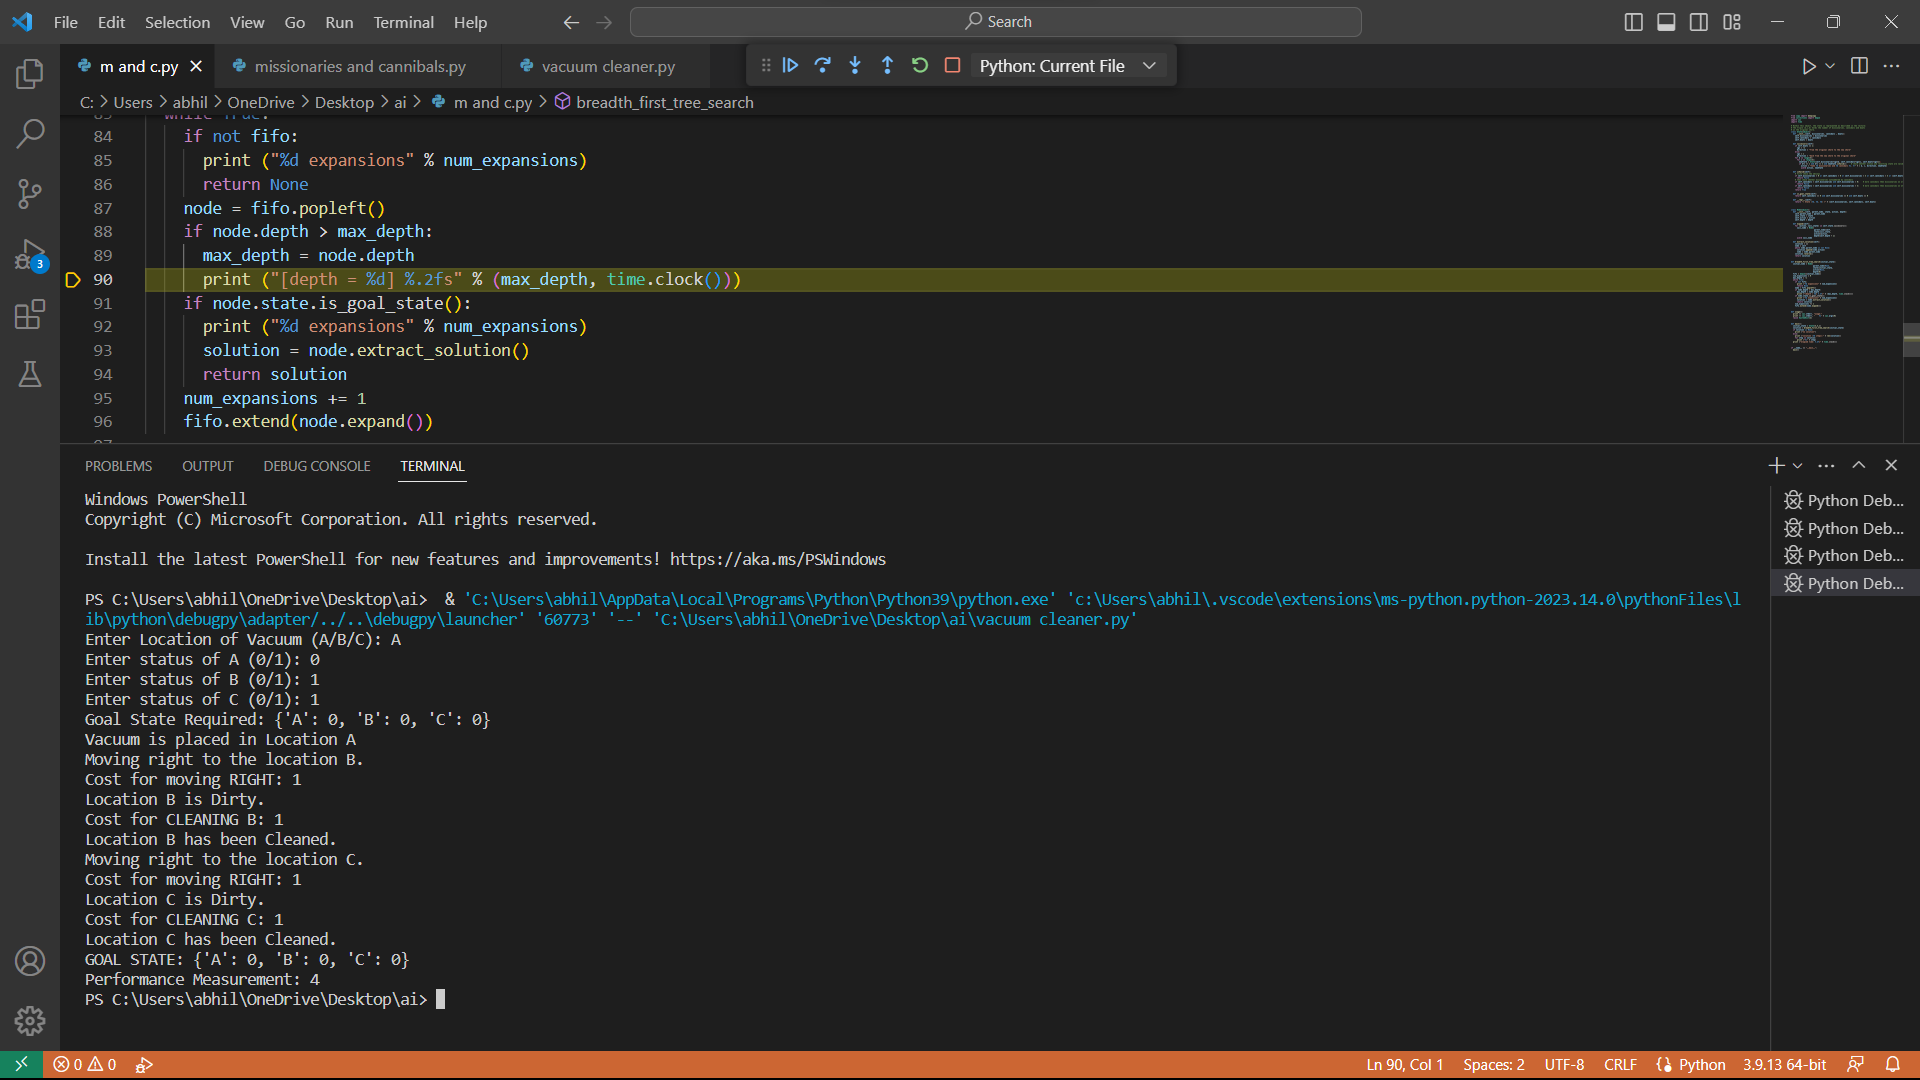 File Edit Selection View Go Run Terminal Help
Search
m and c.py
missionaries and cannibals.py
vacuum cleaner.py
Python: Current File
C: > Users > abhil > OneDrive > Desktop > ai > m and c.py > breadth_first_tree_search
84 if not fifo:
85 print ("%d expansions" % num_expansions)
86 return None
87 node = fifo.popleft()
88 if node.depth > max_depth:
89 max_depth = node.depth
90 print ("[depth = %d] %.2fs" % (max_depth, time.clock()))
91 if node.state.is_goal_state():
92 print ("%d expansions" % num_expansions)
93 solution = node.extract_solution()
94 return solution
95 num_expansions += 1
96 fifo.extend(node.expand())
PROBLEMS OUTPUT DEBUG CONSOLE TERMINAL
Windows PowerShell
Copyright (C) Microsoft Corporation. All rights reserved.
Install the latest PowerShell for new features and improvements! https://aka.ms/PSWindows
PS C:\Users\abhil\OneDrive\Desktop\ai>  & 'C:\Users\abhil\AppData\Local\Programs\Python\Python39\python.exe' 'c:\Users\abhil\.vscode\extensions\ms-python.python-2023.14.0\pythonFiles\l
ib\python\debugpy\adapter/../..\debugpy\launcher' '60773' '--' 'C:\Users\abhil\OneDrive\Desktop\ai\vacuum cleaner.py'
Enter Location of Vacuum (A/B/C): A
Enter status of A (0/1): 0
Enter status of B (0/1): 1
Enter status of C (0/1): 1
Goal State Required: {'A': 0, 'B': 0, 'C': 0}
Vacuum is placed in Location A
Moving right to the location B.
Cost for moving RIGHT: 1
Location B is Dirty.
Cost for CLEANING B: 1
Location B has been Cleaned.
Moving right to the location C.
Cost for moving RIGHT: 1
Location C is Dirty.
Cost for CLEANING C: 1
Location C has been Cleaned.
GOAL STATE: {'A': 0, 'B': 0, 'C': 0}
Performance Measurement: 4
PS C:\Users\abhil\OneDrive\Desktop\ai>
Python Deb...
Python Deb...
Python Deb...
Python Deb...
3
0 0
Ln 90, Col 1 Spaces: 2 UTF-8 CRLF Python 3.9.13 64-bit